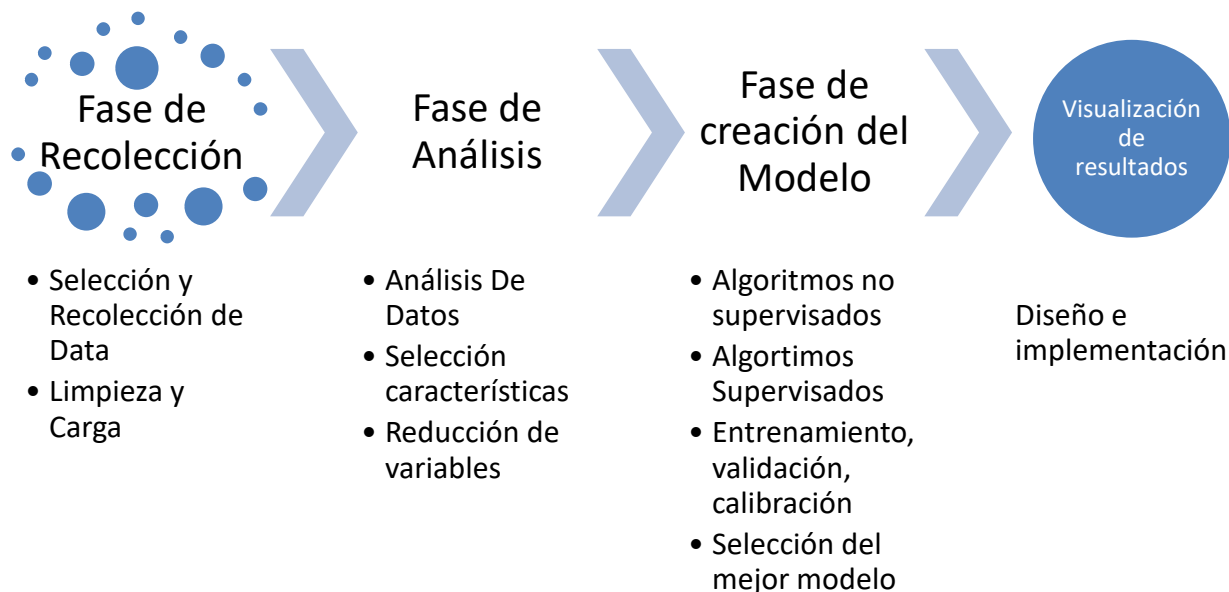 Fase de
Recolección
• Selección y
Recolección de
Data
• Limpieza y
Carga
Fase de
Análisis
• Análisis De
Datos
• Selección
características
• Reducción de
variables
Fase de
creación del
Modelo
• Algoritmos no
supervisados
• Algortimos
Supervisados
• Entrenamiento,
validación,
calibración
• Selección del
mejor modelo
Visualización
de
resultados
Diseño e
implementación